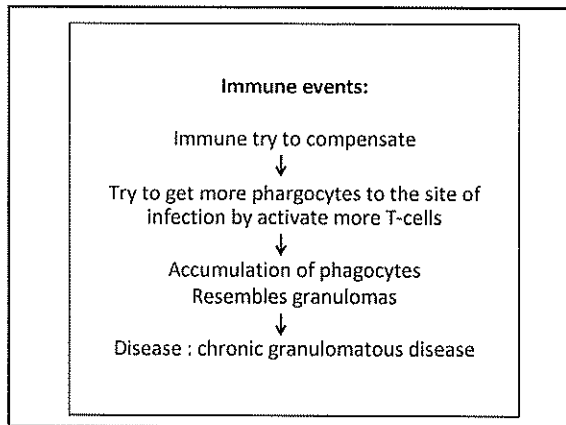 Immune events:
Immune try to compensate
↓
Try to get more phargocytes to the site of
infection by activate more T-cells
↓
Accumulation of phagocytes
Resembles granulomas
↓
Disease : chronic granulomatous disease